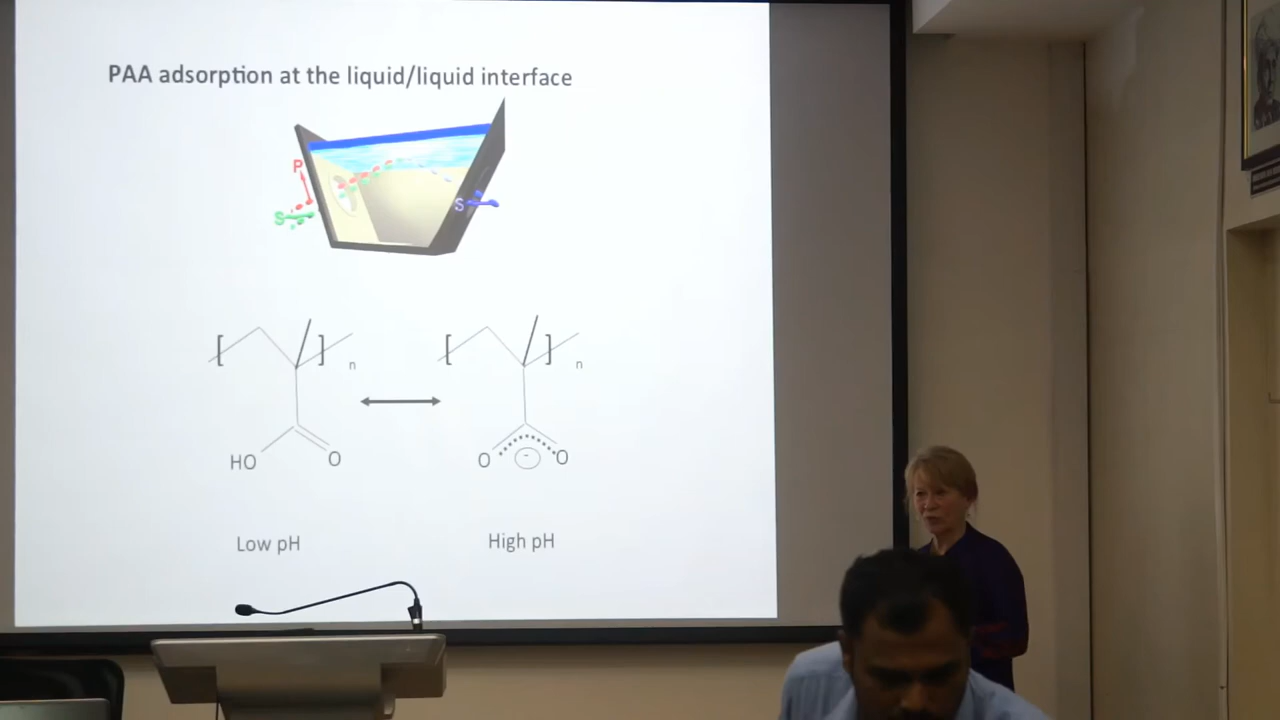 PAA adsorption at the liquid/liquid interface
P
S
S
[ ] n
[ ] n
HO O
O - O
Low pH
High pH